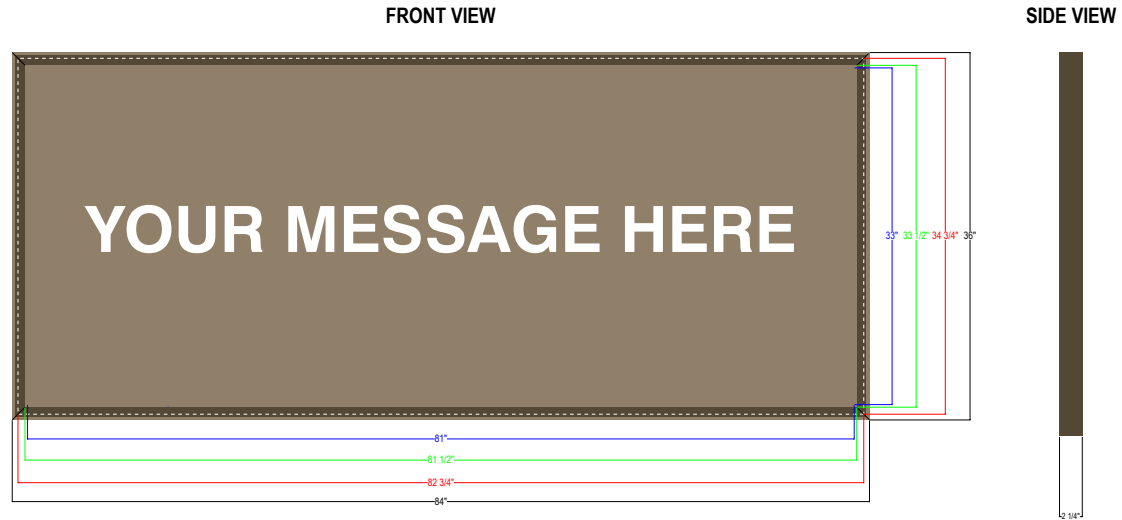 FRONT VIEW
SIDE VIEW
YOUR MESSAGE HERE
33" 33 1/2" 34 3/4" 36"
81"
81 1/2"
82 3/4"
84"
2 1/4"